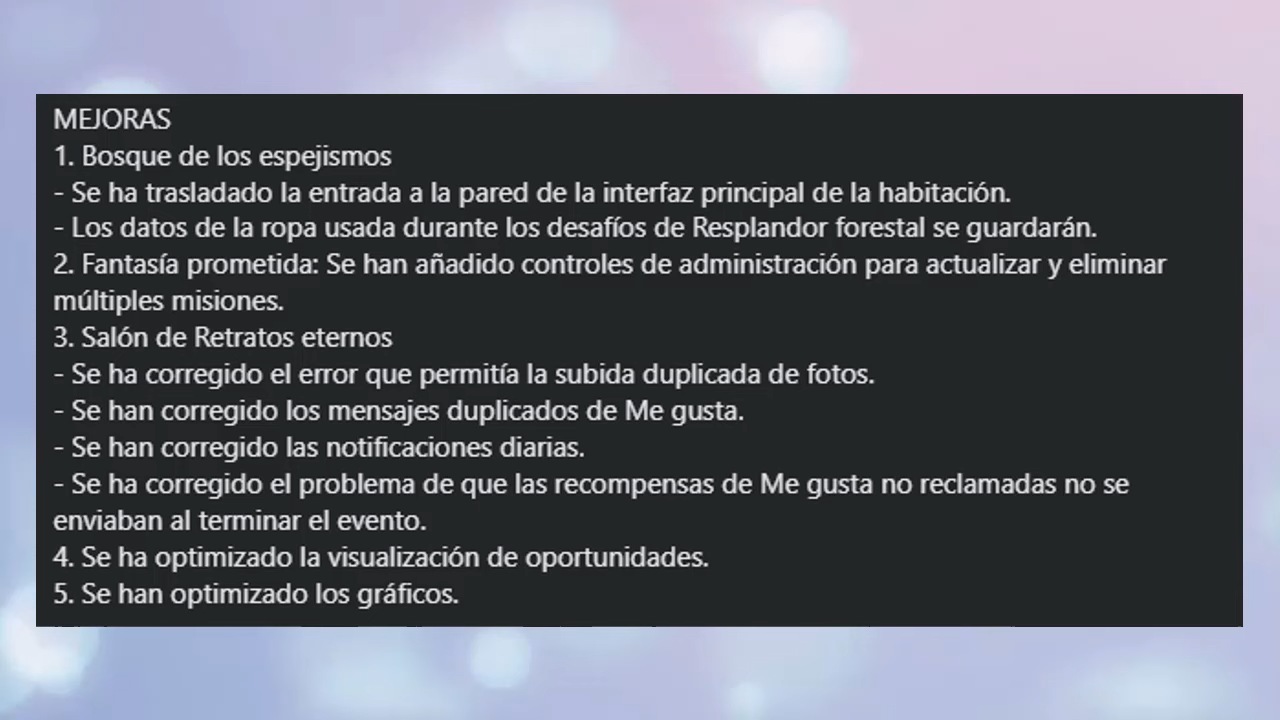 MEJORAS
1. Bosque de los espejismos
- Se ha trasladado la entrada a la pared de la interfaz principal de la habitación.
- Los datos de la ropa usada durante los desafíos de Resplandor forestal se guardarán.
2. Fantasía prometida: Se han añadido controles de administración para actualizar y eliminar
múltiples misiones.
3. Salón de Retratos eternos
- Se ha corregido el error que permitía la subida duplicada de fotos.
- Se han corregido los mensajes duplicados de Me gusta.
- Se han corregido las notificaciones diarias.
- Se ha corregido el problema de que las recompensas de Me gusta no reclamadas no se
enviaban al terminar el evento.
4. Se ha optimizado la visualización de oportunidades.
5. Se han optimizado los gráficos.